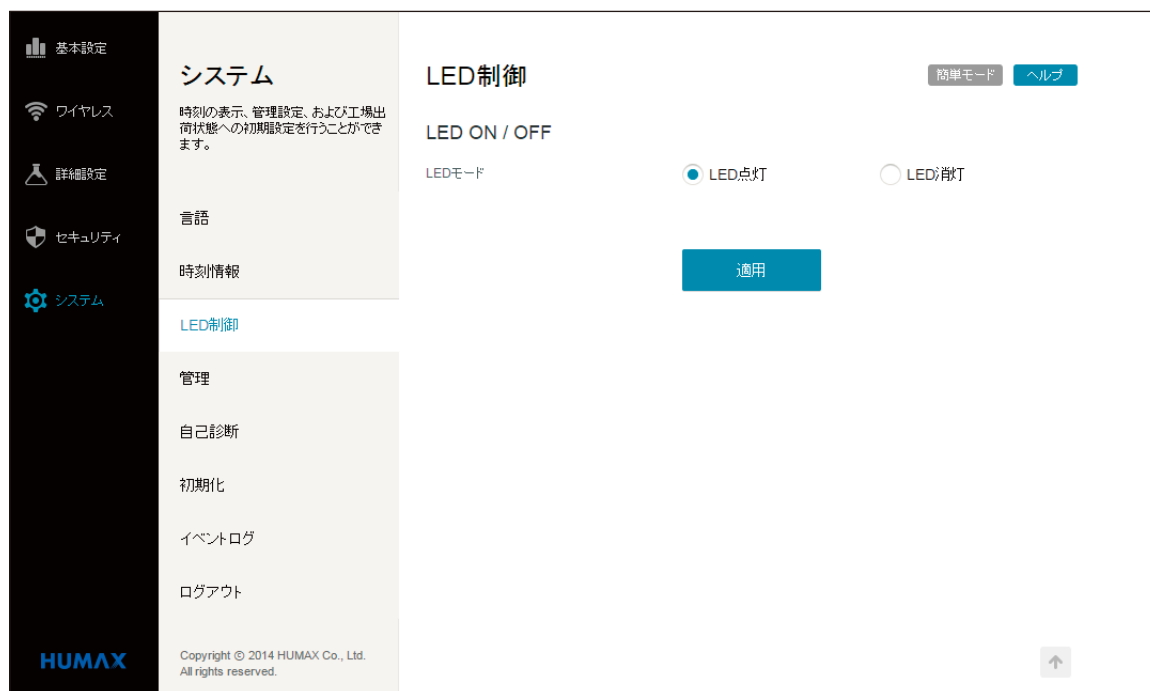 基本設定
ワイヤレス
詳細設定
セキュリティ
システム
HUMAX
システム
時刻の表示、管理設定、および工場出
荷状態への初期設定を行うことができ
ます。
言語
時刻情報
LED制御
管理
自己診断
初期化
イベントログ
ログアウト
Copyright © 2014 HUMAX Co., Ltd.
All rights reserved.
LED制御
簡単モード ヘルプ
LED ON / OFF
LEDモード LED点灯 LED消灯
適用